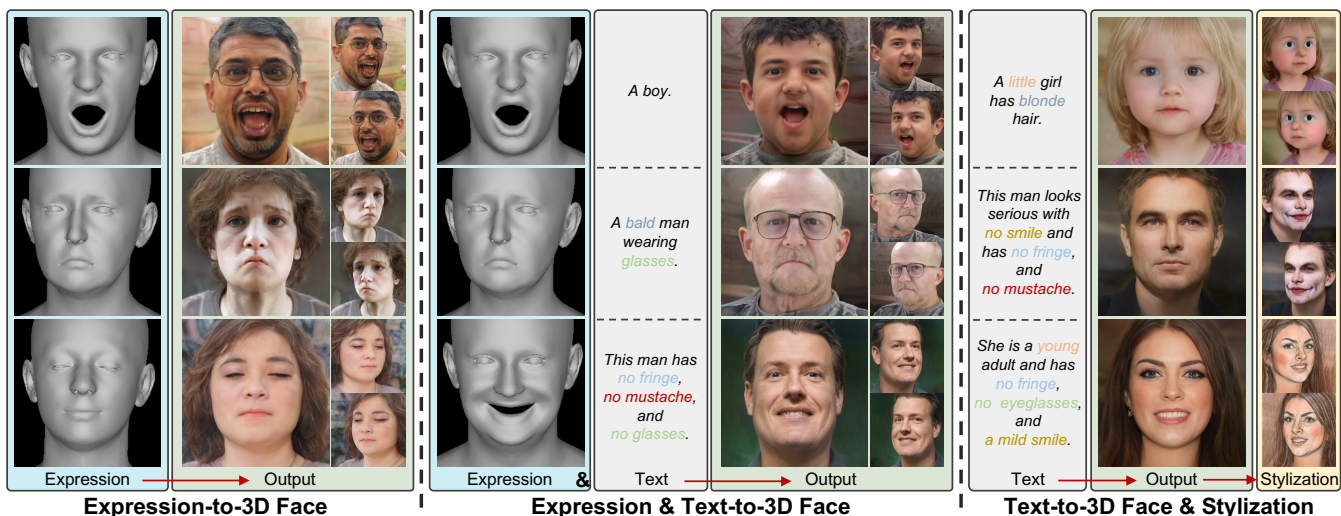 A boy.
A bald man
wearing
glasses.
This man has
no fringe,
no mustache,
and
no glasses.
A little girl
has blonde
hair.
This man looks
serious with
no smile and
has no fringe,
and
no mustache.
She is a young
adult and has
no fringe,
no eyeglasses,
and
a mild smile.
Expression Output Expression & Text Output Text Output Stylization
Expression-to-3D Face Expression & Text-to-3D Face Text-to-3D Face & Stylization